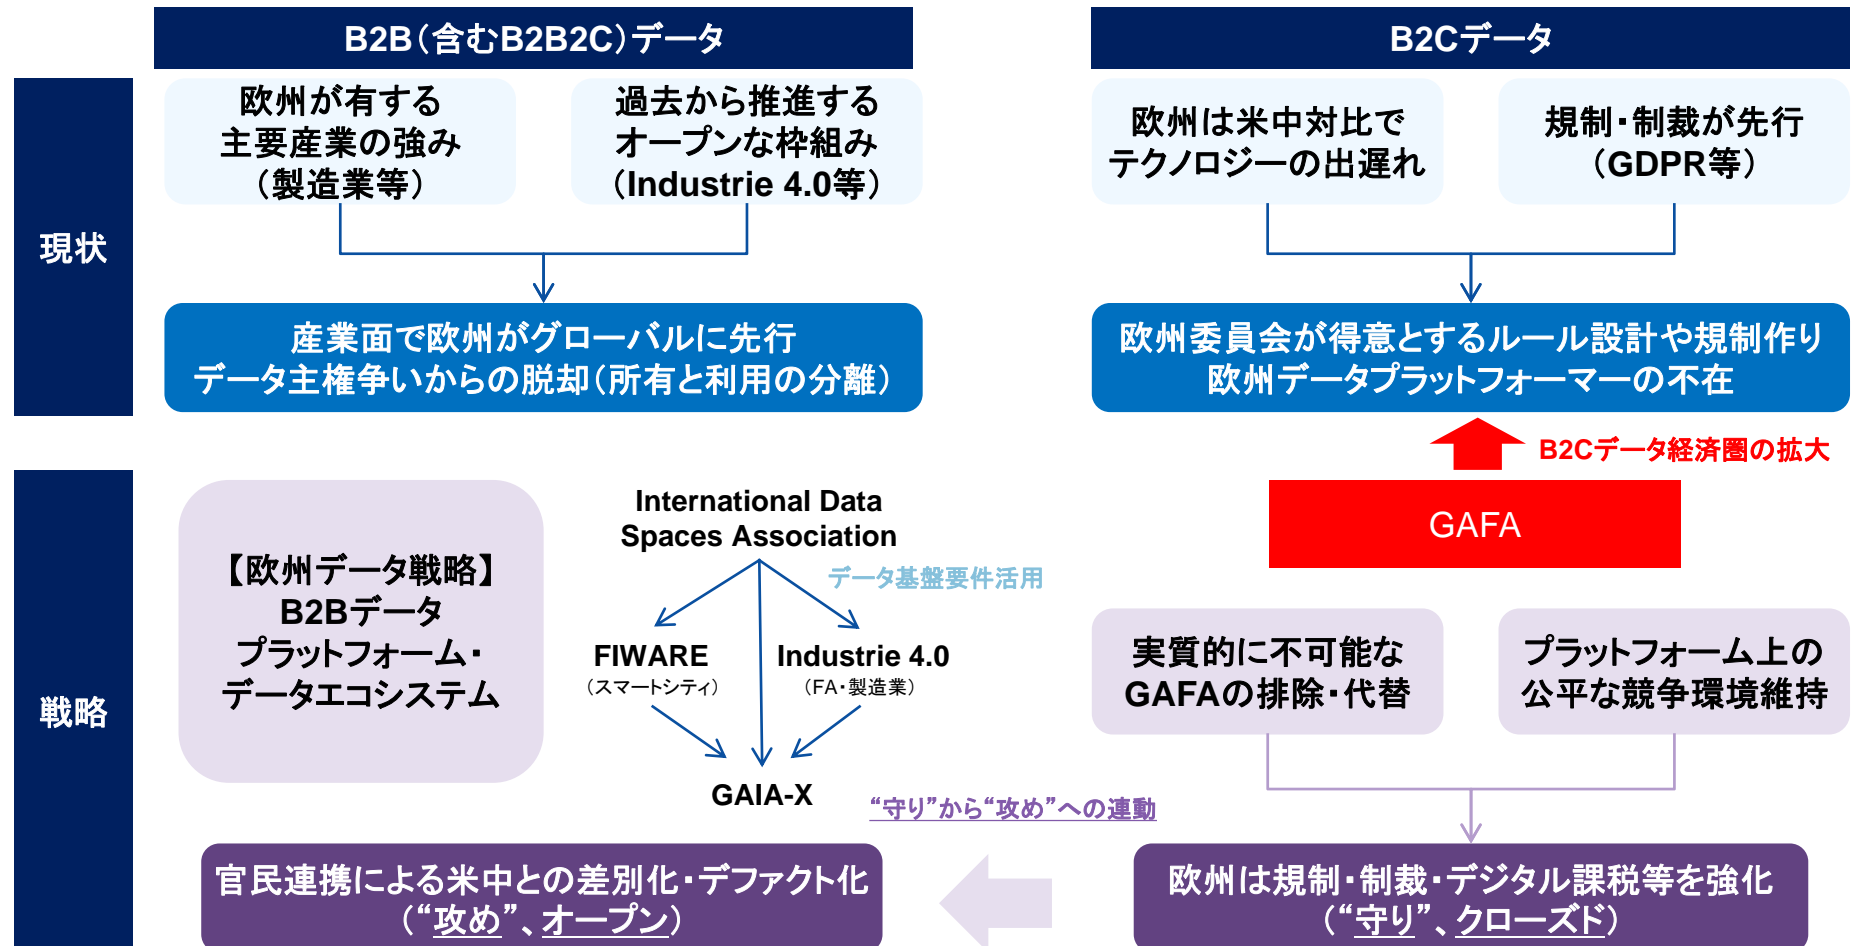 B2B（含むB2B2C）データ
B2Cデータ
現状
欧州が有する
主要産業の強み
（製造業等）
過去から推進する
オープンな枠組み
（Industrie 4.0等）
欧州は米中対比で
テクノロジーの出遅れ
規制・制裁が先行
（GDPR等）
産業面で欧州がグローバルに先行
データ主権争いからの脱却（所有と利用の分離）
欧州委員会が得意とするルール設計や規制作り
欧州データプラットフォーマーの不在
B2Cデータ経済圏の拡大
GAFA
戦略
【欧州データ戦略】
B2Bデータ
プラットフォーム・
データエコシステム
International Data
Spaces Association
データ基盤要件活用
FIWARE
（スマートシティ）
Industrie 4.0
（FA・製造業）
GAIA-X
実質的に不可能な
GAFAの排除・代替
プラットフォーム上の
公平な競争環境維持
“守り”から“攻め”への連動
官民連携による米中との差別化・デファクト化
（“攻め”、オープン）
欧州は規制・制裁・デジタル課税等を強化
（“守り”、クローズド）